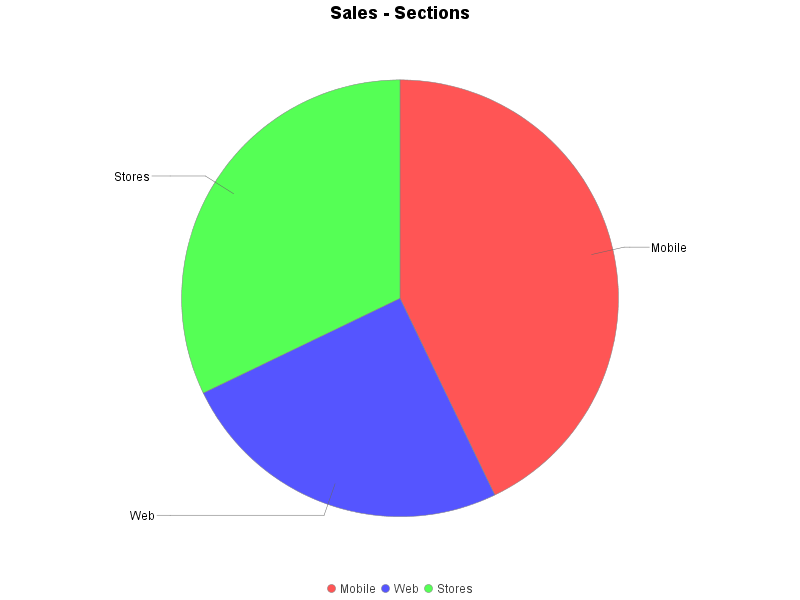 Sales - Sections
Stores
Mobile
Web
Mobile Web Stores